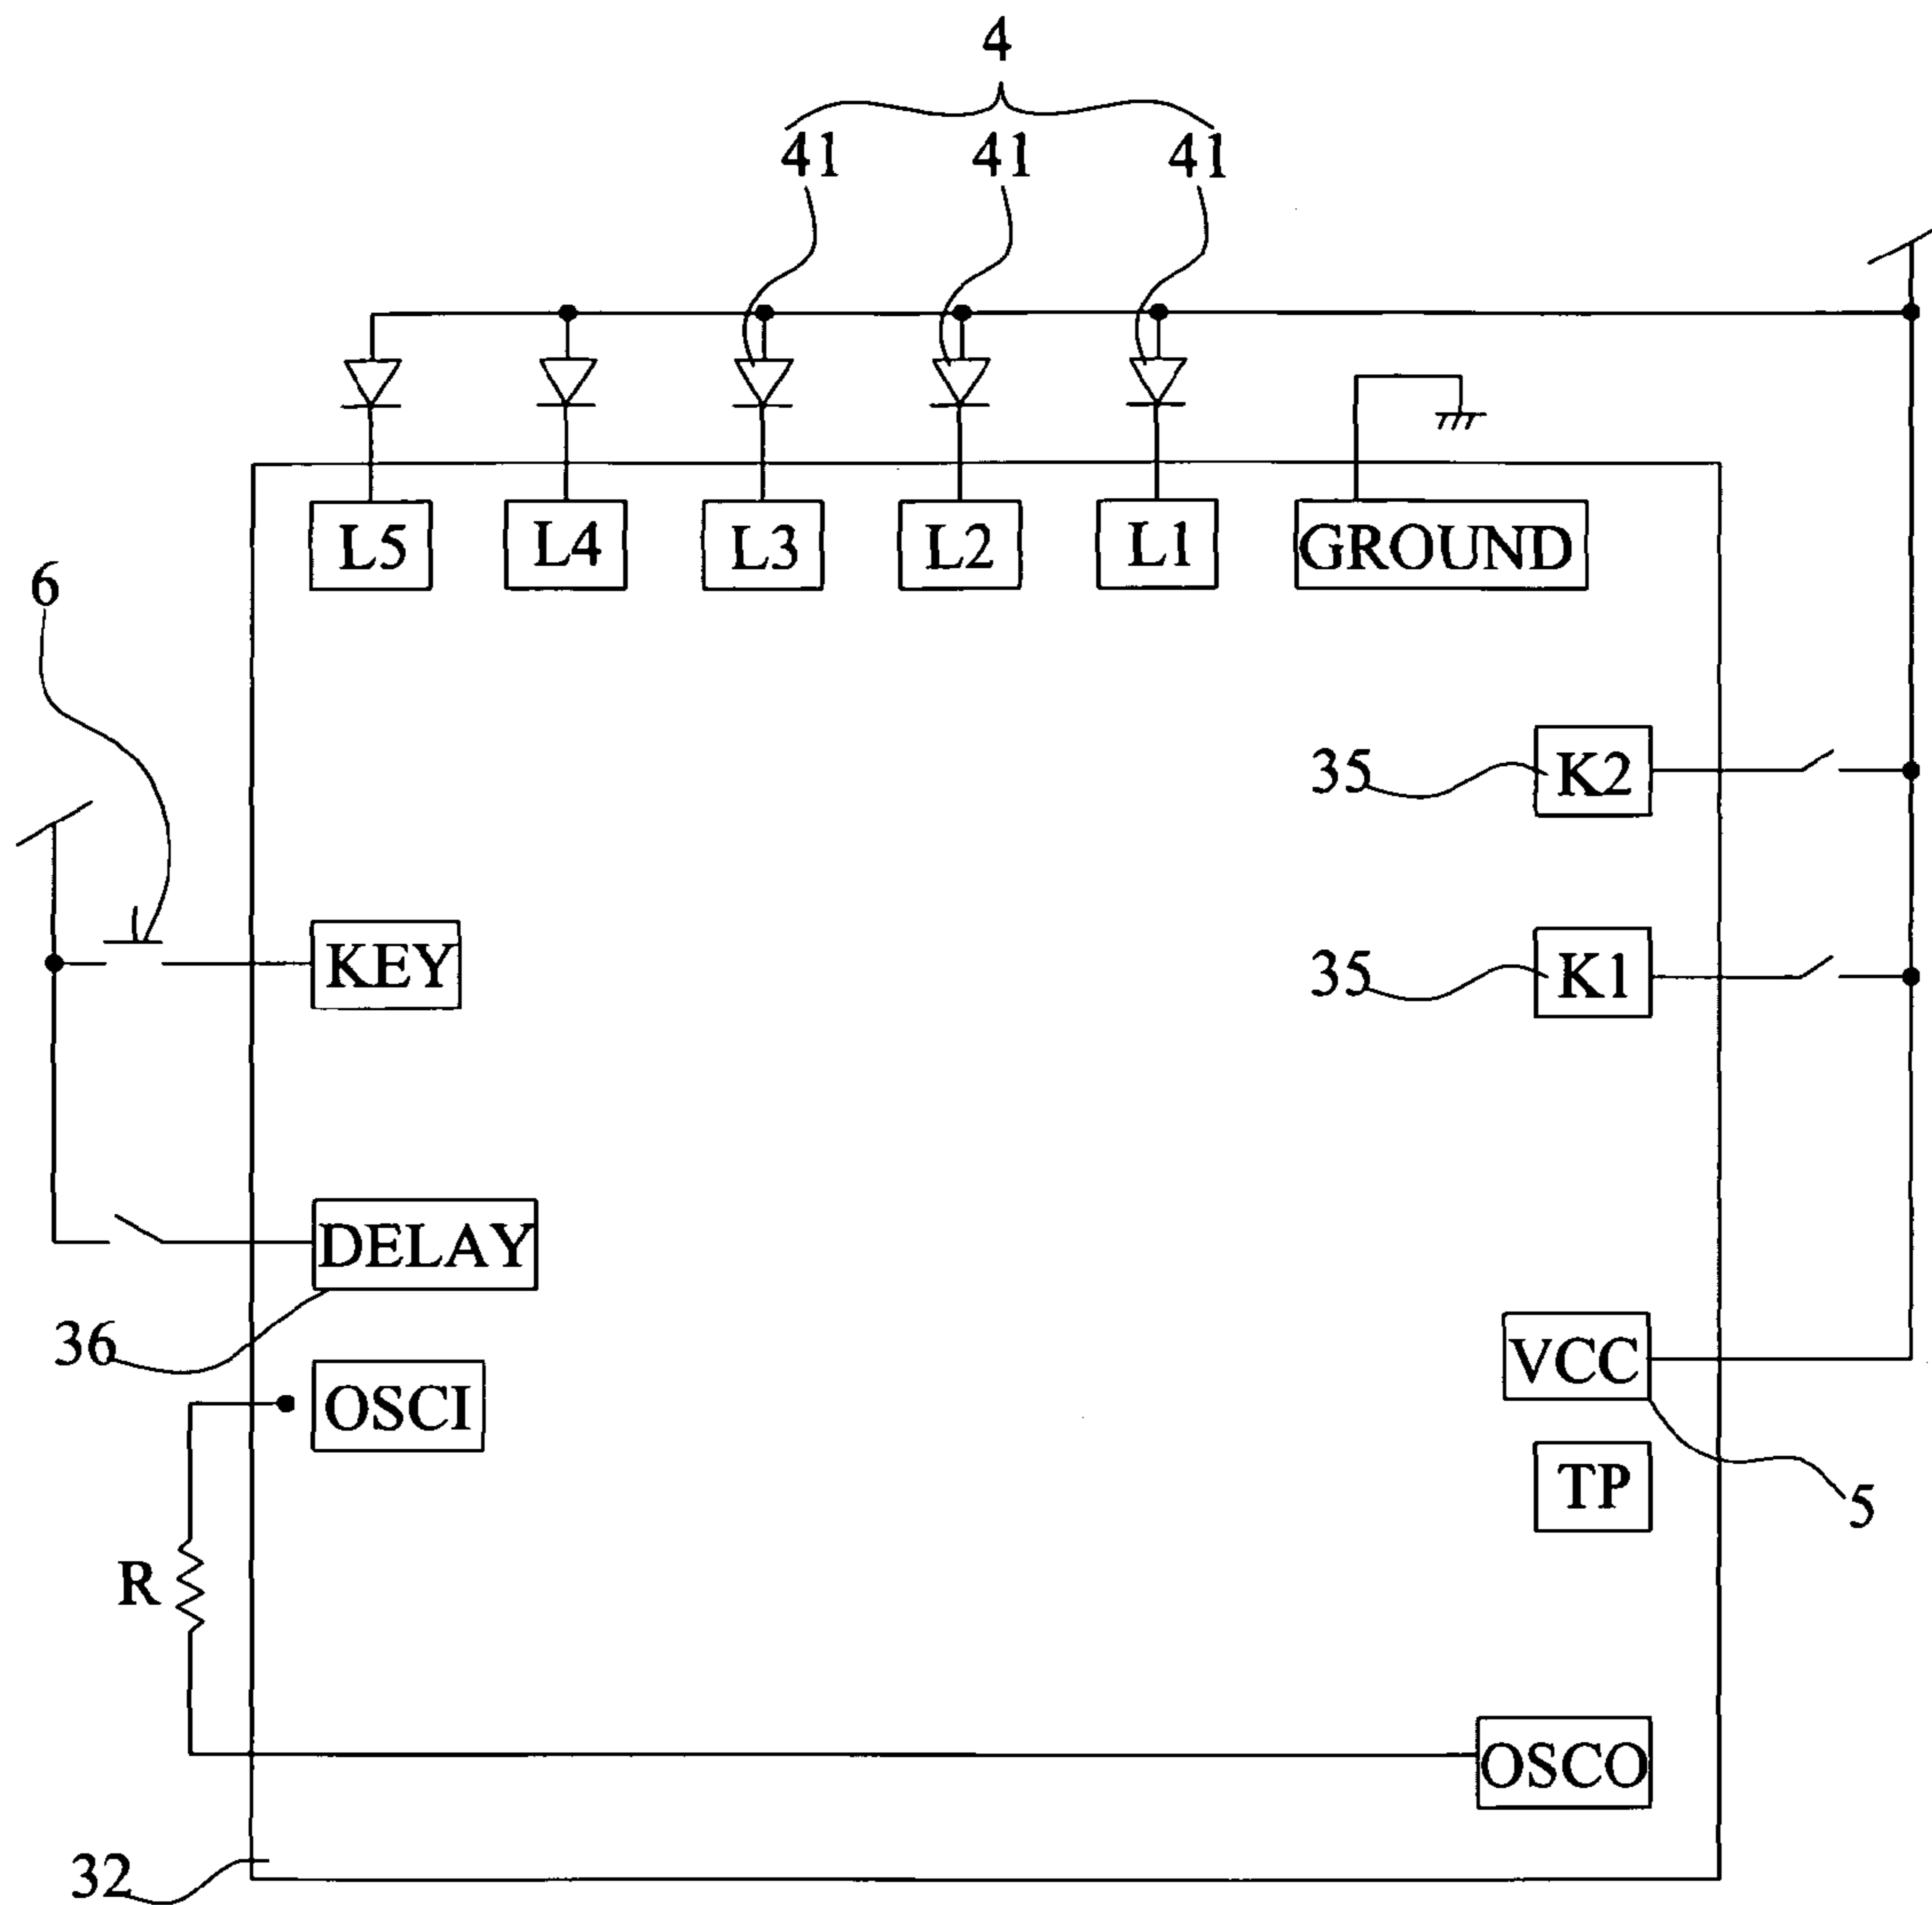 4
41 41 41
L5 L4 L3 L2 L1 GROUND
6
35 K2
KEY
35 K1
DELAY
36
VCC
OSCI
TP
5
R
OSCO
32